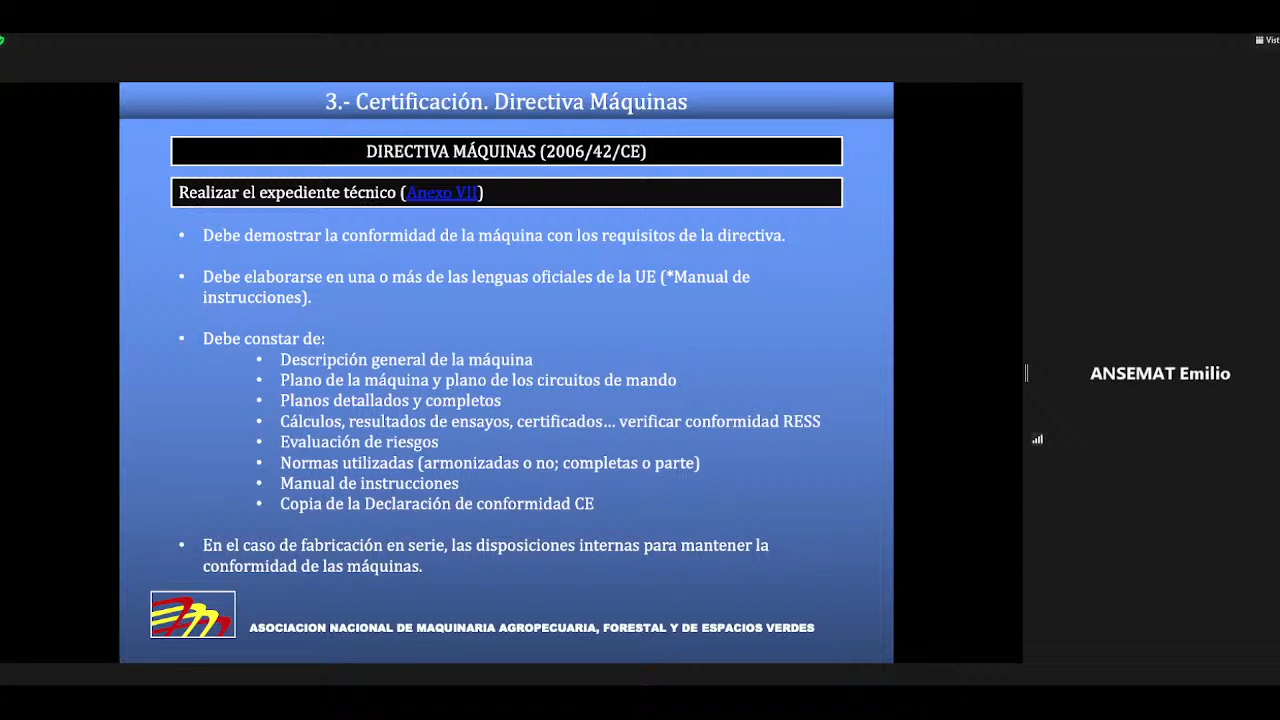 Vist
3.- Certificación. Directiva Máquinas
DIRECTIVA MÁQUINAS (2006/42/CE)
Realizar el expediente técnico (Anexo VII)
• Debe demostrar la conformidad de la máquina con los requisitos de la directiva.
• Debe elaborarse en una o más de las lenguas oficiales de la UE (*Manual de
instrucciones).
• Debe constar de:
• Descripción general de la máquina
• Plano de la máquina y plano de los circuitos de mando
• Planos detallados y completos
• Cálculos, resultados de ensayos, certificados... verificar conformidad RESS
• Evaluación de riesgos
• Normas utilizadas (armonizadas o no; completas o parte)
• Manual de instrucciones
• Copia de la Declaración de conformidad CE
• En el caso de fabricación en serie, las disposiciones internas para mantener la
conformidad de las máquinas.
ASOCIACION NACIONAL DE MAQUINARIA AGROPECUARIA, FORESTAL Y DE ESPACIOS VERDES
ANSEMAT Emilio